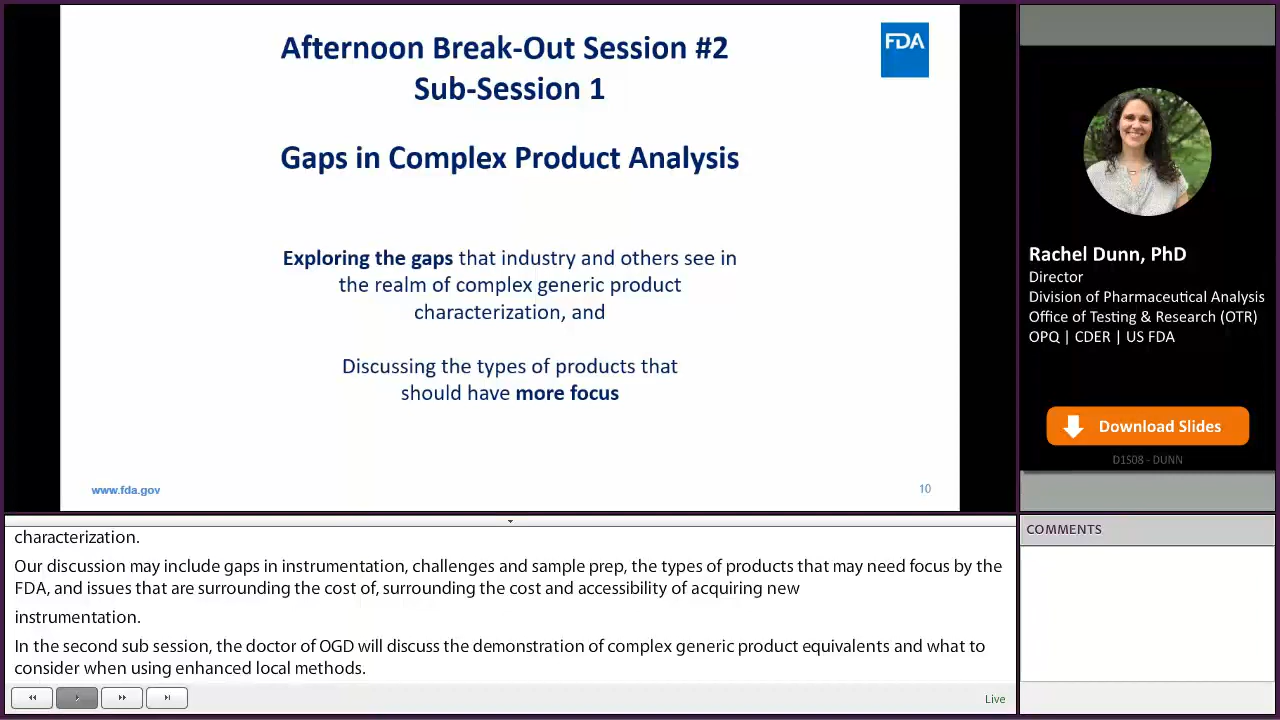 Afternoon Break-Out Session #2
Sub-Session 1
Gaps in Complex Product Analysis
Exploring the gaps that industry and others see in
the realm of complex generic product
characterization, and
Discussing the types of products that
should have more focus
www.fda.gov
10
FDA
Rachel Dunn, PhD
Director
Division of Pharmaceutical Analysis
Office of Testing & Research (OTR)
OPQ | CDER | US FDA
Download Slides
D1S08 - DUNN
characterization.
Our discussion may include gaps in instrumentation, challenges and sample prep, the types of products that may need focus by the
FDA, and issues that are surrounding the cost of, surrounding the cost and accessibility of acquiring new
instrumentation.
In the second sub session, the doctor of OGD will discuss the demonstration of complex generic product equivalents and what to
consider when using enhanced local methods.
Live
COMMENTS